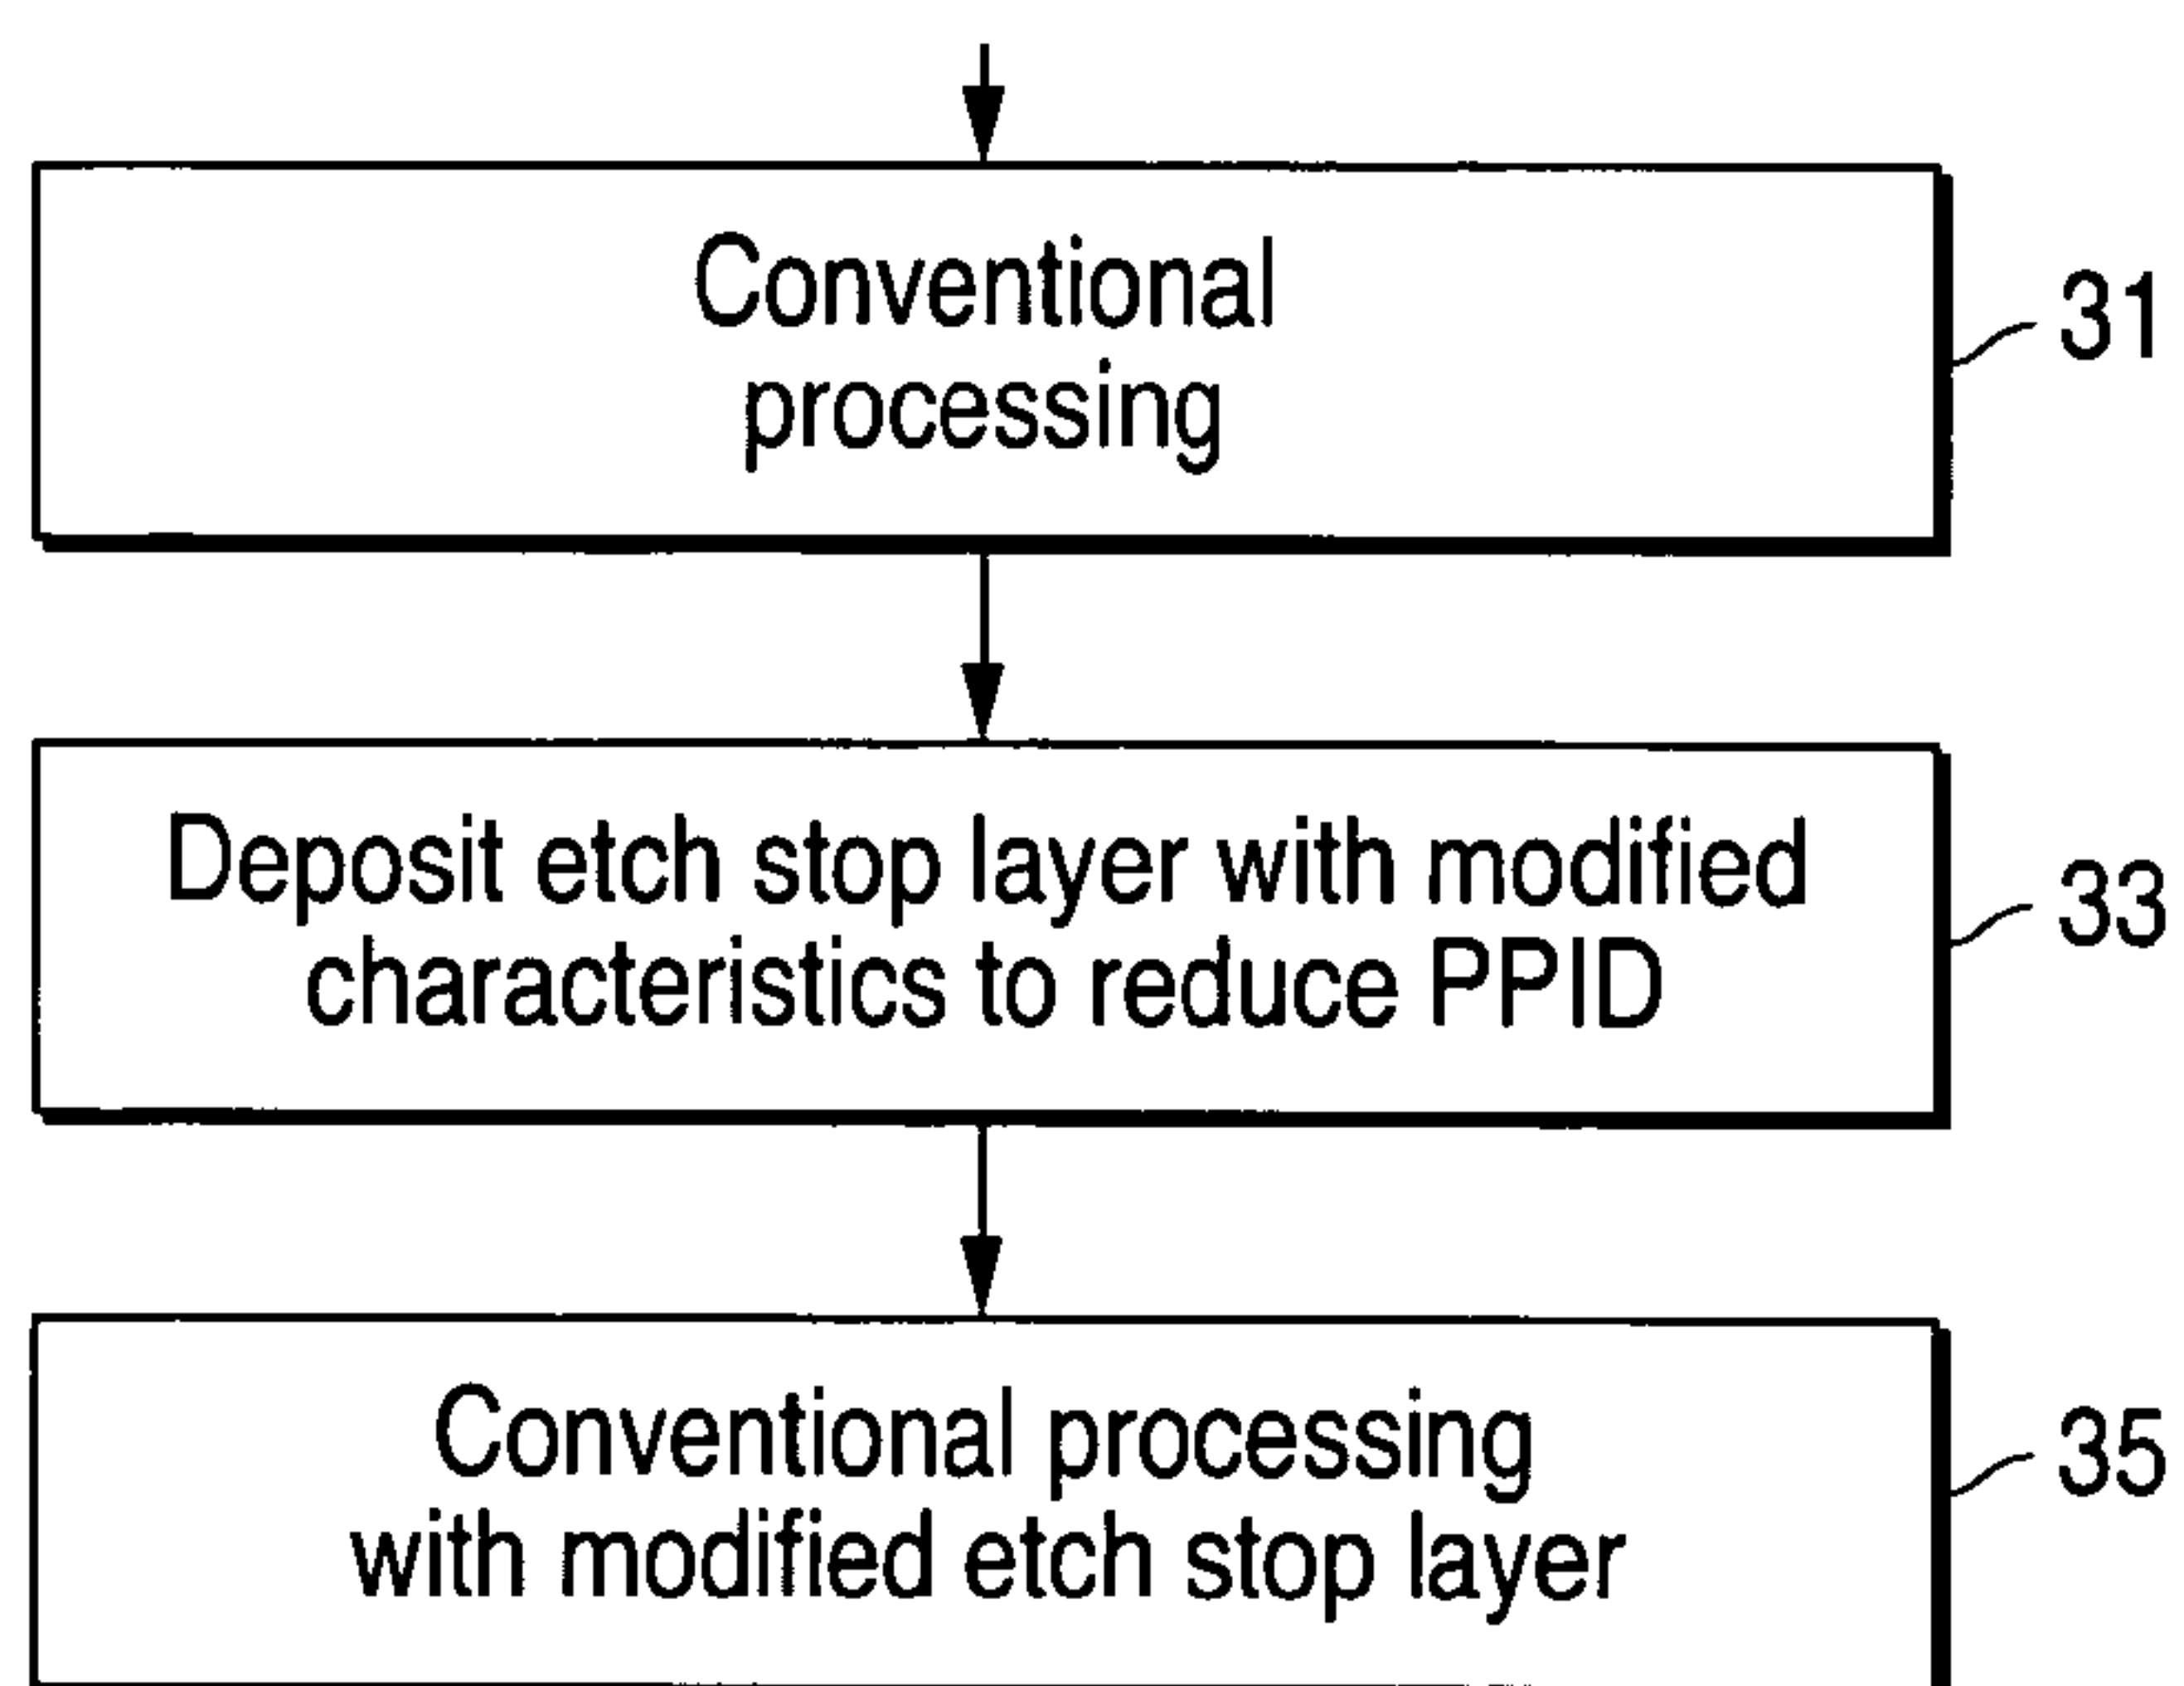 Conventional
processing
31
Deposit etch stop layer with modified
characteristics to reduce PPID
33
Conventional processing
with modified etch stop layer
35